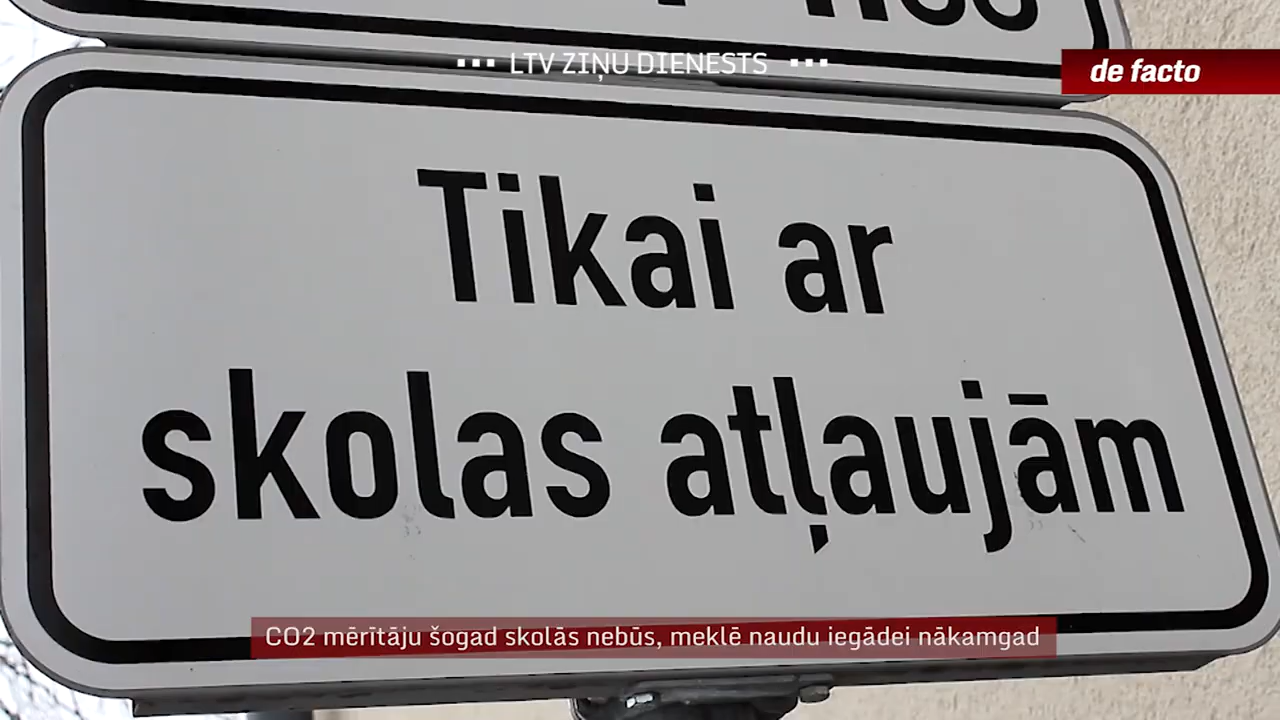 LTV ZIŅU DIENESTS
de facto
Tikai ar
skolas atļaujām
CO2 mērītāju šogad skolās nebūs, meklē naudu iegādei nākamgad